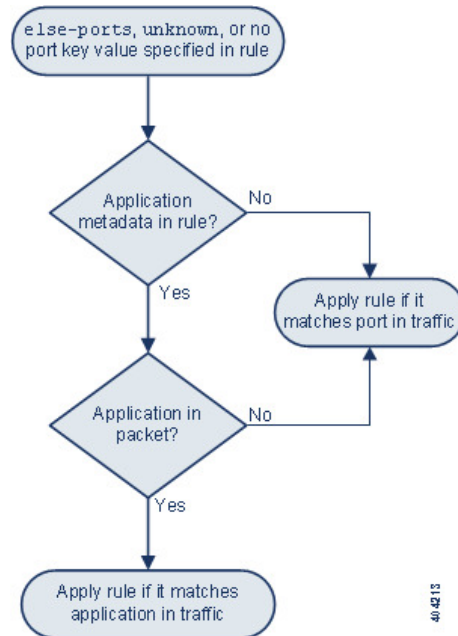 else-ports, unknown, or no
port key value specified in rule
Application
metadata in rule?
No
Yes
Apply rule if it
matches port in traffic
Application in
packet?
No
Yes
Apply rule if it matches
application in traffic
404213